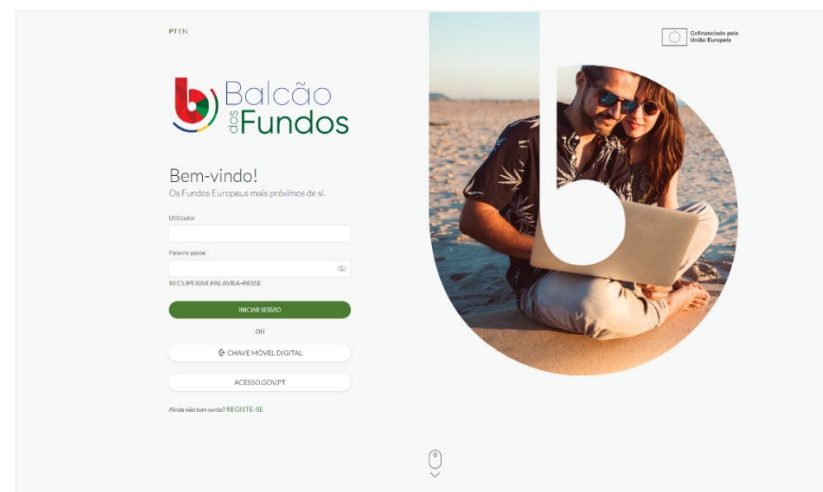 PT EN
Cofinanciado pela
União Europeia
Balcão
dos Fundos
Bem-vindo!
Os Fundos Europeus mais próximos de si.
Utilizador
Palavra passe
RECUPERAR PALAVRA-PASSE
INICIAR SESSÃO
OU
CHAVE MÓVEL DIGITAL
ACESSO.GOV.PT
Ainda não tem conta? REGISTE-SE